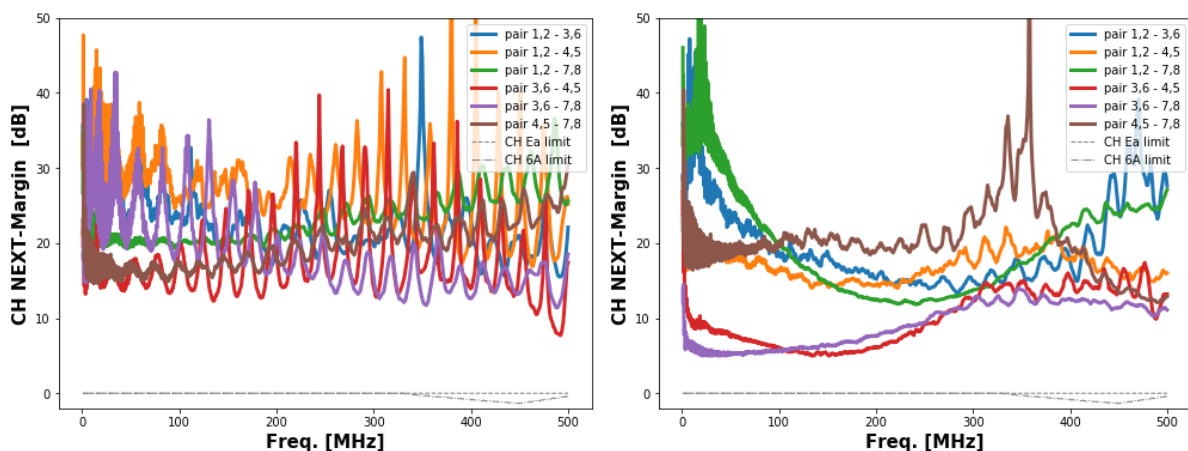 50
40
30
20
10
0
CH NEXT-Margin [dB]
0 100 200 300 400 500
Freq. [MHz]
pair 1,2 - 3,6
pair 1,2 - 4,5
pair 1,2 - 7,8
pair 3,6 - 4,5
pair 3,6 - 7,8
pair 4,5 - 7,8
CH Ea limit
CH 6A limit
50
40
30
20
10
0
CH NEXT-Margin [dB]
0 100 200 300 400 500
Freq. [MHz]
pair 1,2 - 3,6
pair 1,2 - 4,5
pair 1,2 - 7,8
pair 3,6 - 4,5
pair 3,6 - 7,8
pair 4,5 - 7,8
CH Ea limit
CH 6A limit